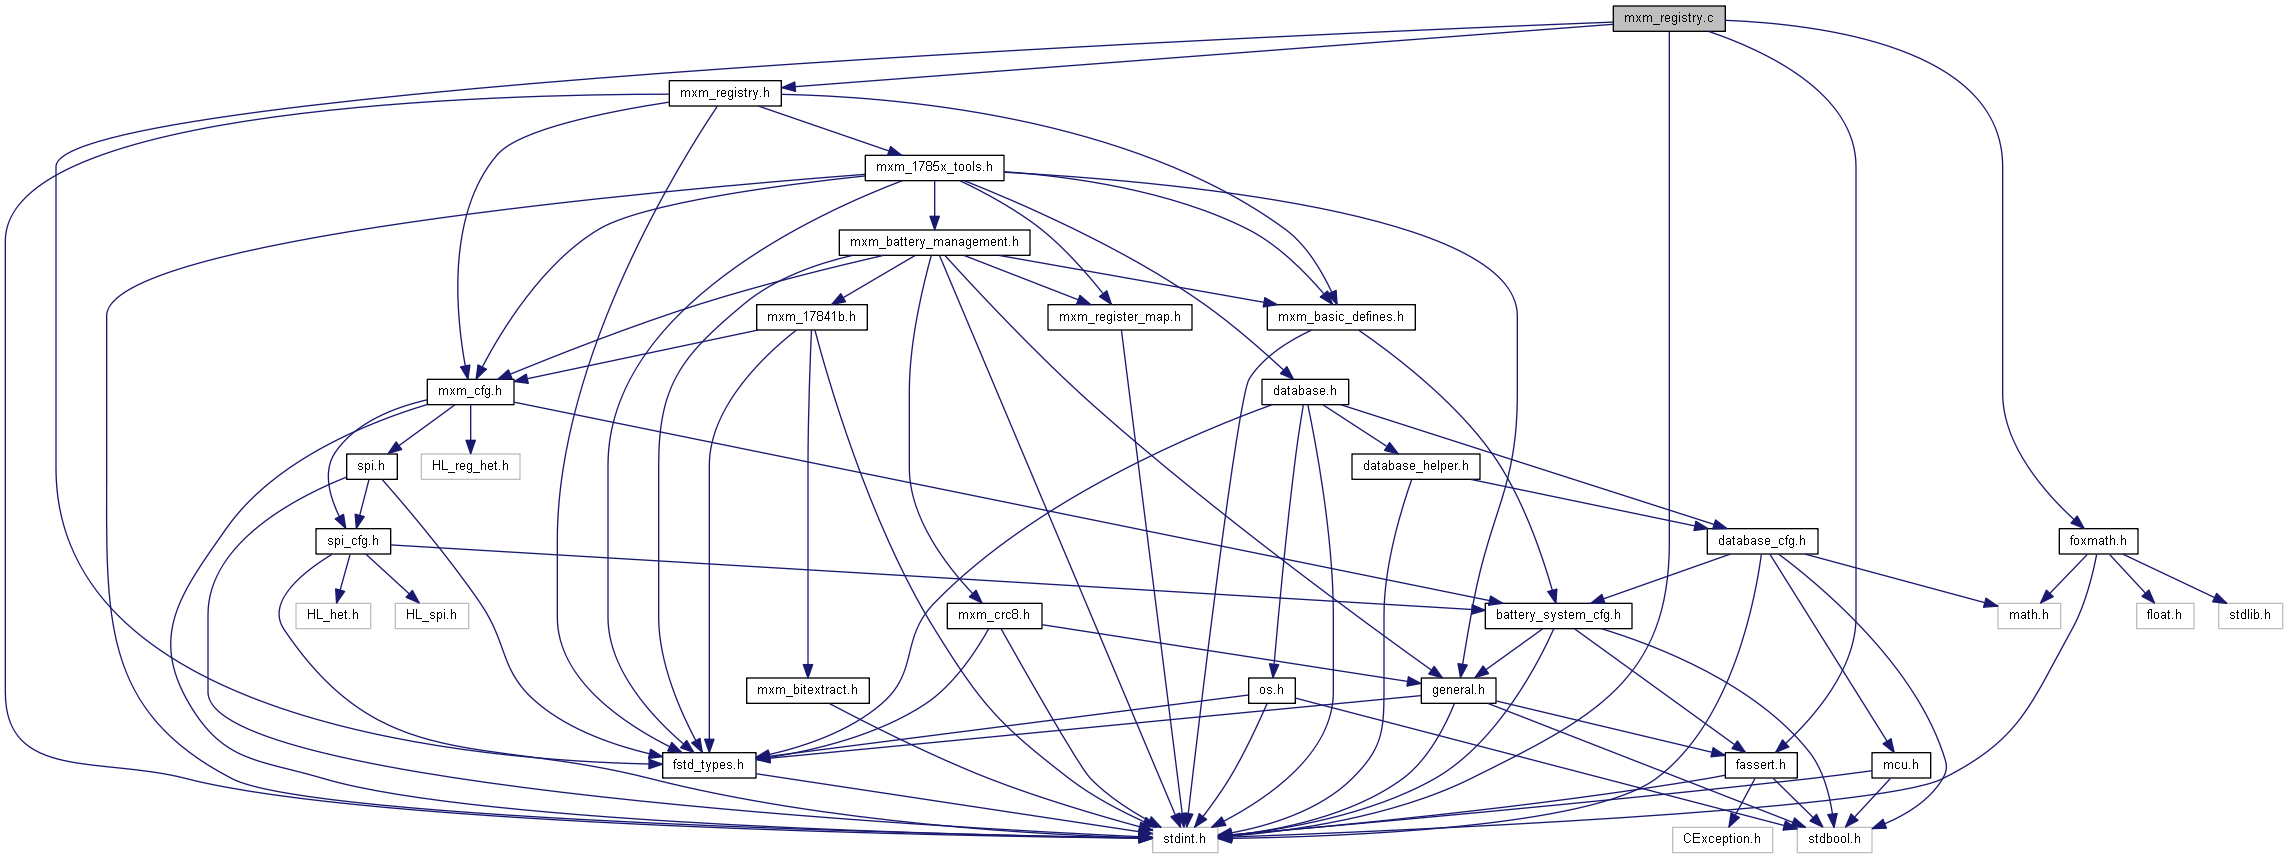 mxm_registry.c
mxm_registry.h
mxm_1785x_tools.h
mxm_battery_management.h
mxm_17841b.h
mxm_register_map.h
mxm_basic_defines.h
mxm_cfg.h
database.h
spi.h
HL_reg_het.h
database_helper.h
spi_cfg.h
database_cfg.h
foxmath.h
HL_het.h
HL_spi.h
mxm_crc8.h
battery_system_cfg.h
math.h
float.h
stdlib.h
mxm_bitextract.h
os.h
general.h
fstd_types.h
fassert.h
mcu.h
stdint.h
CException.h
stdbool.h